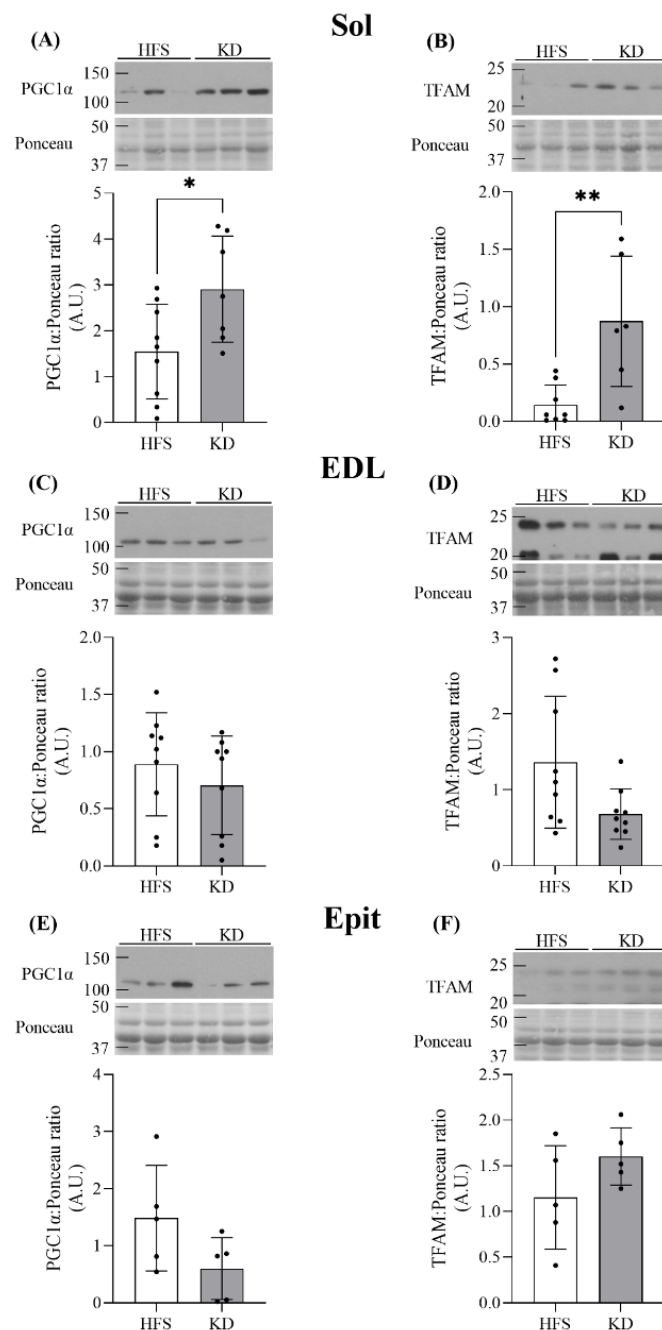 Sol
(A)
HFS KD
150
PGC1α
100
50
Ponceau
37
*
5
4
3
2
1
0
PGC1α:Ponceau ratio
(A.U.)
HFS KD
(B)
HFS KD
25
TFAM
20
50
Ponceau
37
**
2.0
1.5
1.0
0.5
0.0
TFAM:Ponceau ratio
(A.U.)
HFS KD
EDL
(C)
HFS KD
150
PGC1α
100
50
Ponceau
37
2.0
1.5
1.0
0.5
0.0
PGC1α:Ponceau ratio
(A.U.)
HFS KD
(D)
HFS KD
25
TFAM
20
50
Ponceau
37
3
2
1
0
TFAM:Ponceau ratio
(A.U.)
HFS KD
Epit
(E)
HFS KD
150
PGC1α
100
50
Ponceau
37
4
3
2
1
0
PGC1α:Ponceau ratio
(A.U.)
HFS KD
(F)
HFS KD
25
TFAM
20
50
Ponceau
37
2.5
2.0
1.5
1.0
0.5
0.0
TFAM:Ponceau ratio
(A.U.)
HFS KD